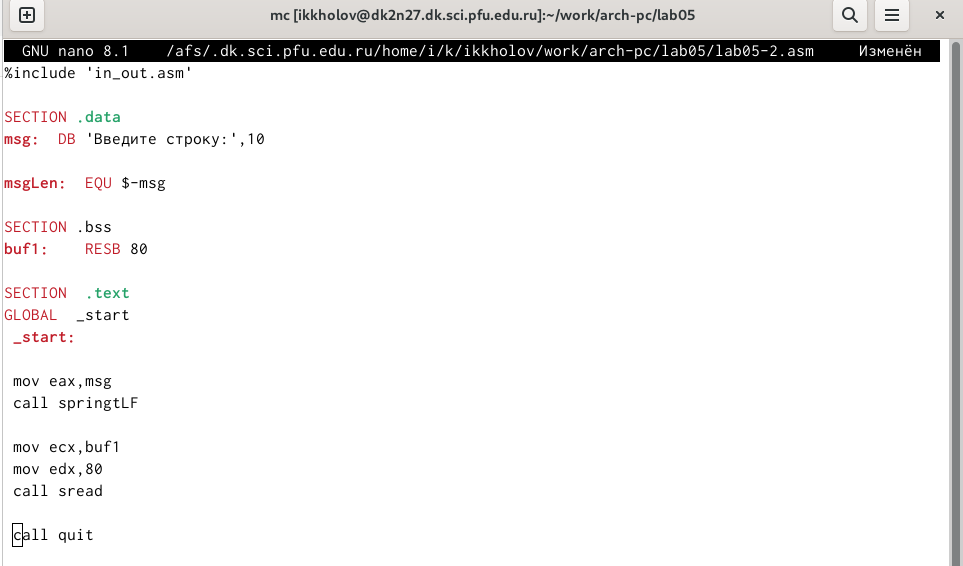 mc [ikkholov@dk2n27.dk.sci.pfu.edu.ru]:~/work/arch-pc/lab05
GNU nano 8.1 /afs/.dk.sci.pfu.edu.ru/home/i/k/ikkholov/work/arch-pc/lab05/lab05-2.asm Изменён
%include 'in_out.asm'
SECTION .data
msg: DB 'Введите строку:',10
msgLen: EQU $-msg
SECTION .bss
buf1: RESB 80
SECTION .text
GLOBAL _start
_start:
mov eax,msg
call springtLF
mov ecx,buf1
mov edx,80
call sread
call quit